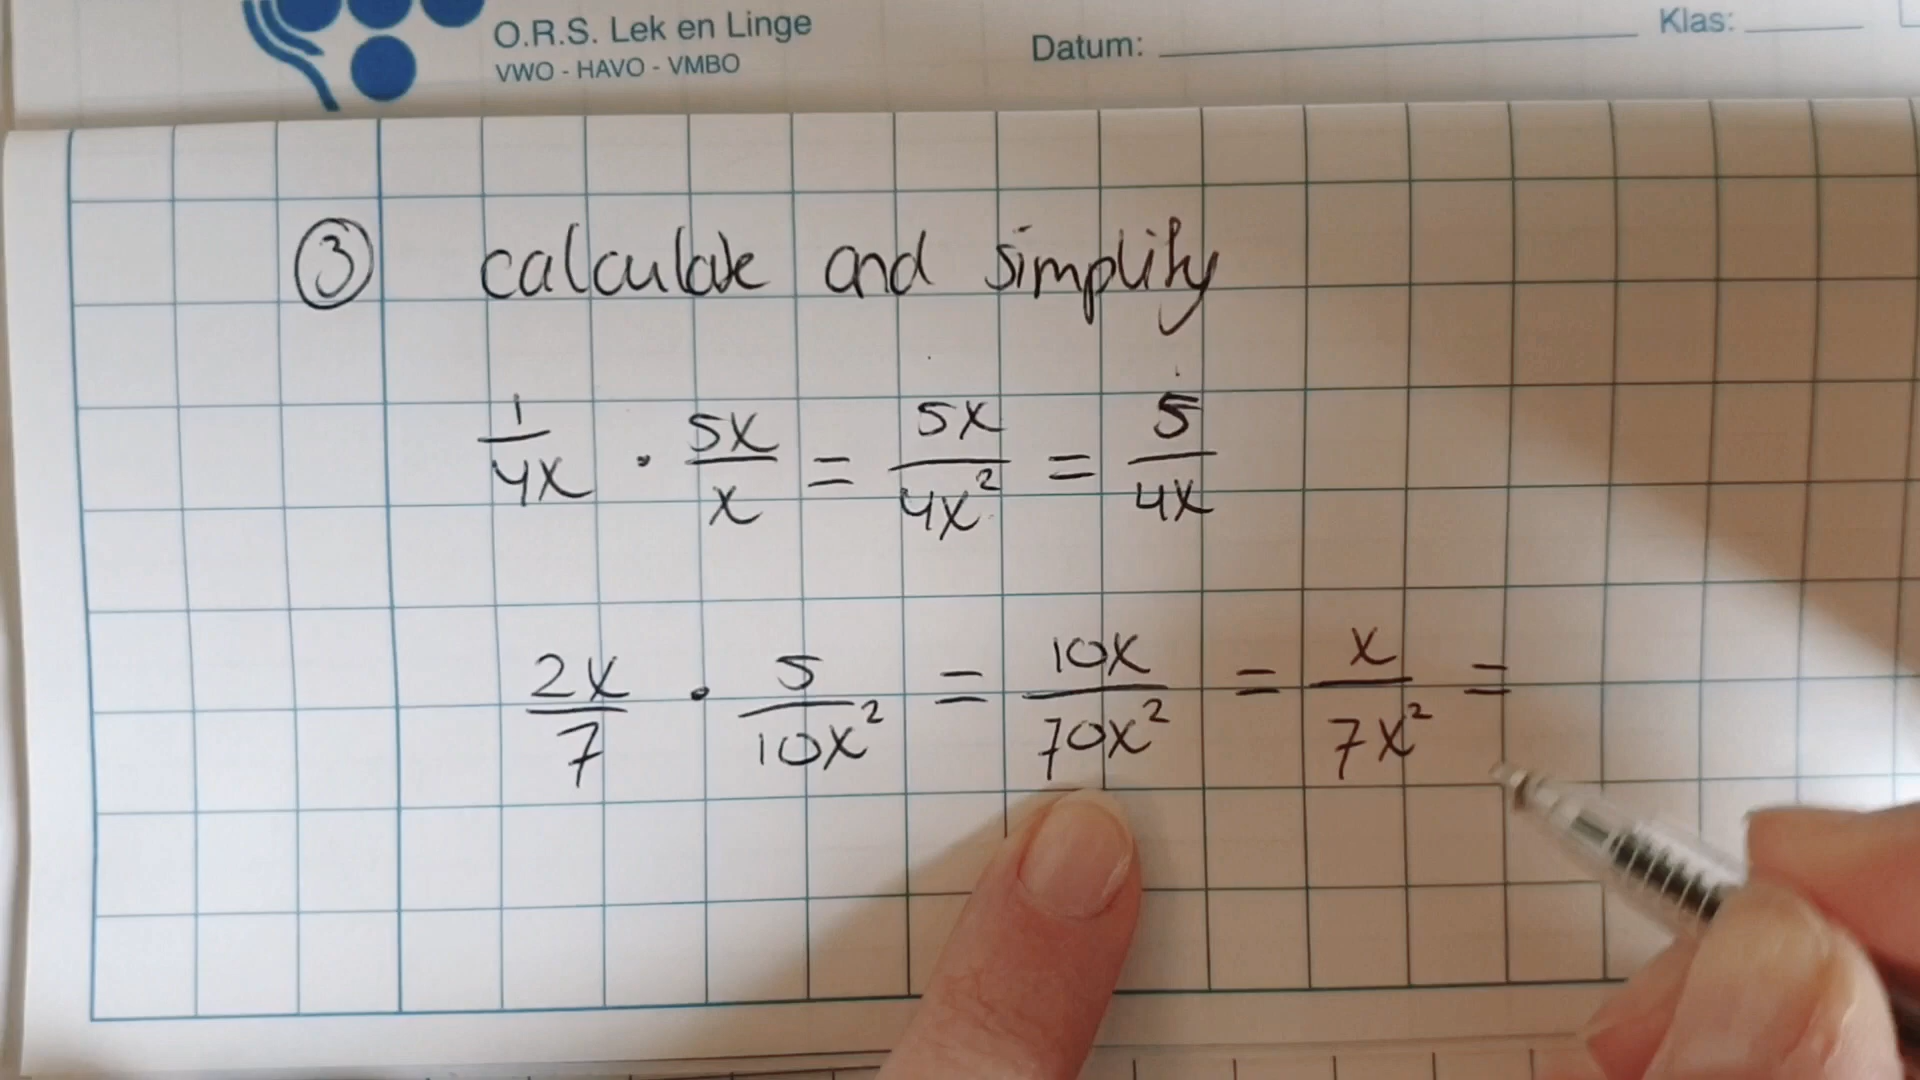 O.R.S. Lek en Linge
VWO - HAVO - VMBO
Datum:
Klas:
③ calculate and simplify
1/4x · 5x/x = 5x/4x² = 5/4x
2x/7 · 5/10x² = 10x/70x² = x/7x² =